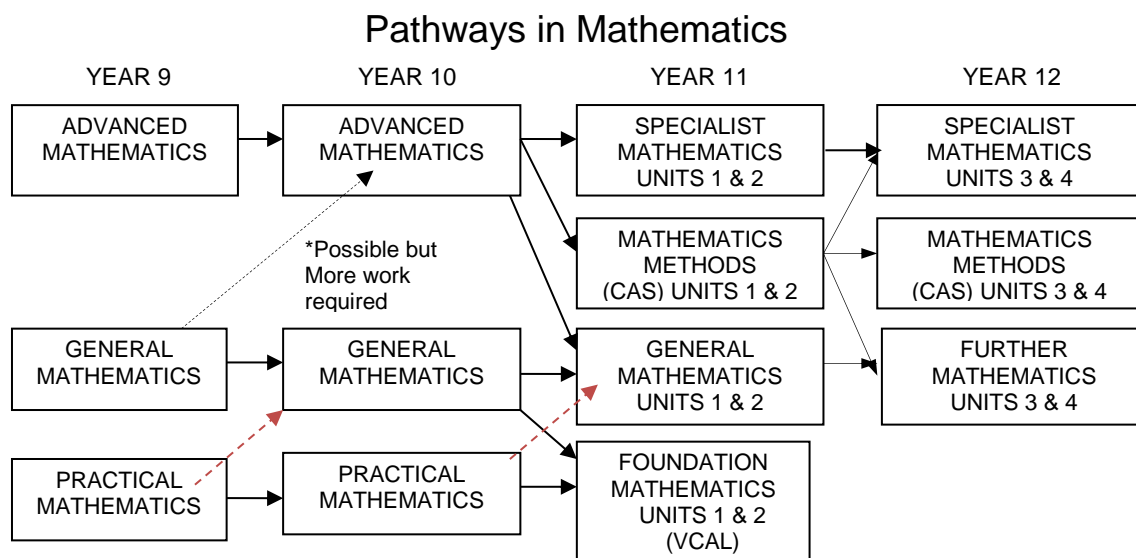 Pathways in Mathematics
YEAR 9
YEAR 10
YEAR 11
YEAR 12
ADVANCED
MATHEMATICS
ADVANCED
MATHEMATICS
SPECIALIST
MATHEMATICS
UNITS 1 & 2
SPECIALIST
MATHEMATICS
UNITS 3 & 4
*Possible but
More work
required
MATHEMATICS
METHODS
(CAS) UNITS 1 & 2
MATHEMATICS
METHODS
(CAS) UNITS 3 & 4
GENERAL
MATHEMATICS
GENERAL
MATHEMATICS
GENERAL
MATHEMATICS
UNITS 1 & 2
FURTHER
MATHEMATICS
UNITS 3 & 4
PRACTICAL
MATHEMATICS
PRACTICAL
MATHEMATICS
FOUNDATION
MATHEMATICS
UNITS 1 & 2
(VCAL)